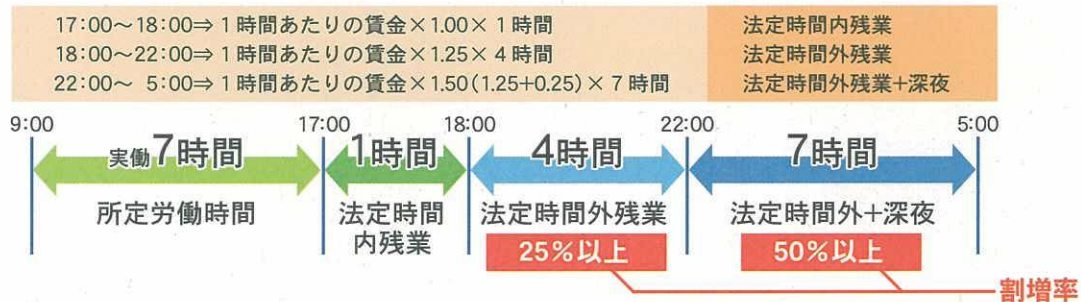 17:00～18:00⇒1時間あたりの賃金×1.00×1時間 法定時間内残業
18:00～22:00⇒1時間あたりの賃金×1.25×4時間 法定時間外残業
22:00～ 5:00⇒1時間あたりの賃金×1.50(1.25+0.25)×7時間 法定時間外残業+深夜
9:00 17:00 18:00 22:00 5:00
実働7時間 1時間 4時間 7時間
所定労働時間 法定時間 法定時間外残業 法定時間外+深夜
内残業
25%以上 50%以上
割増率